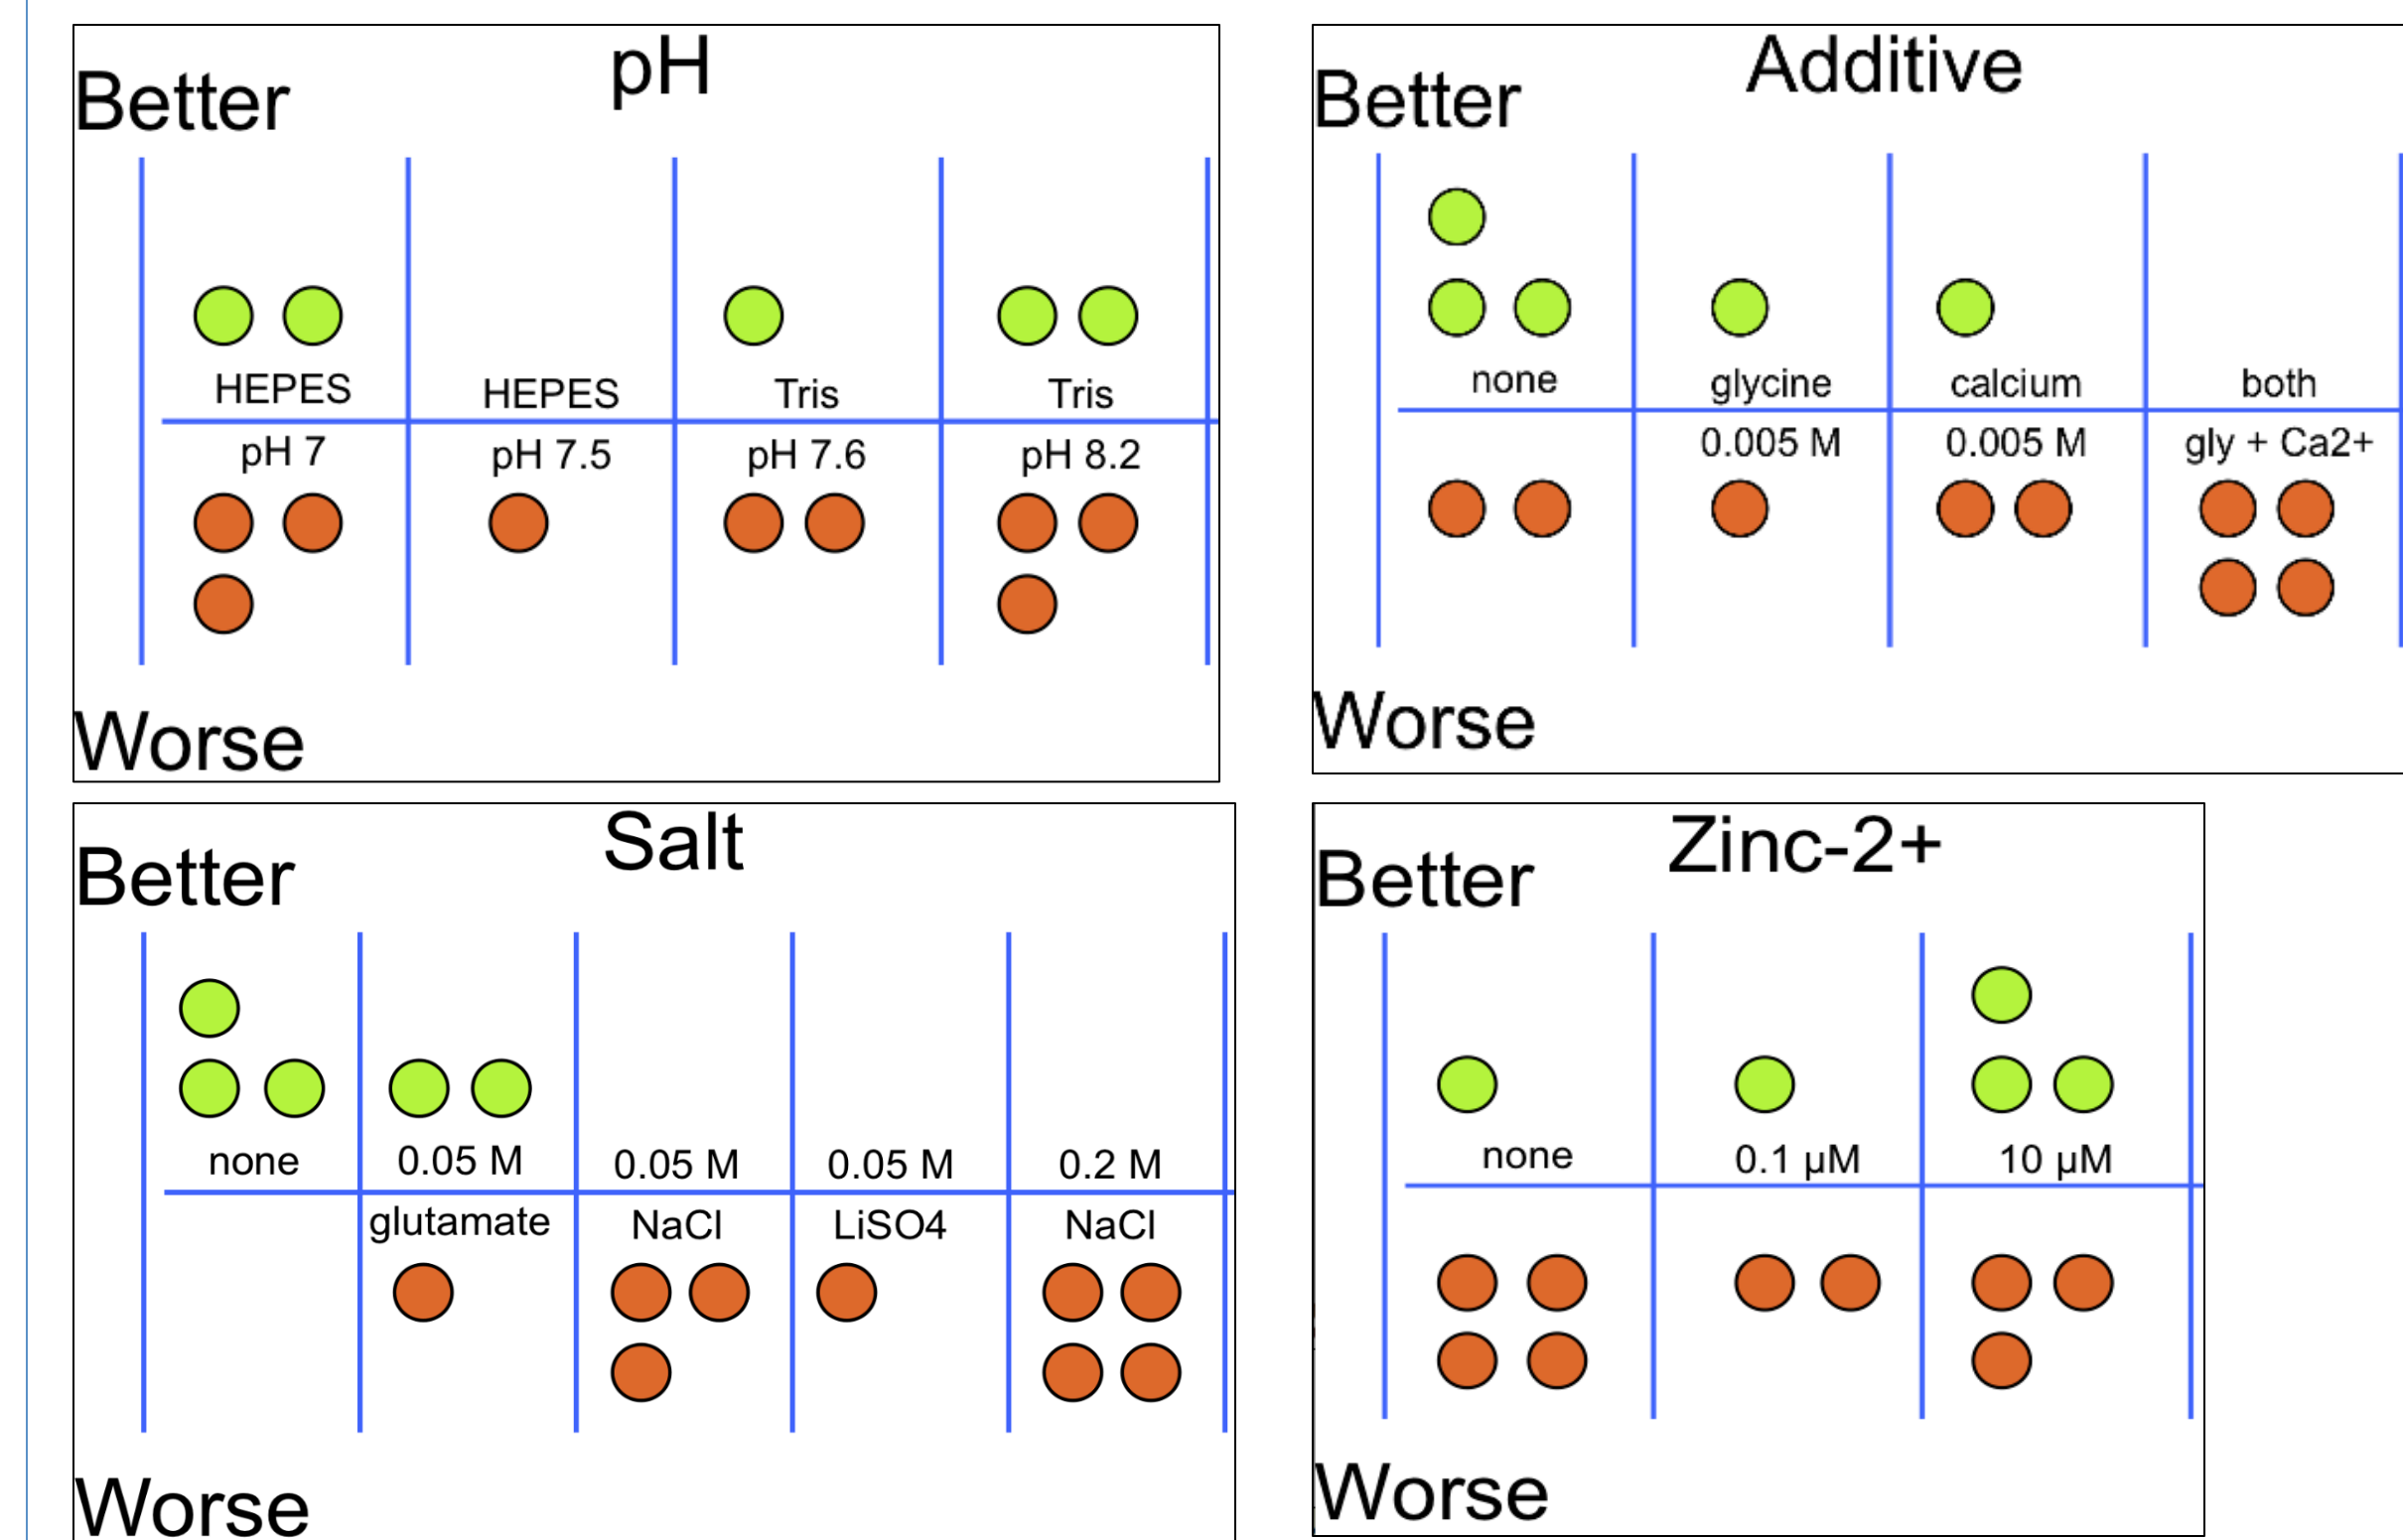 pH
Better
HEPES
HEPES
Tris
Tris
pH 7
pH 7.5
pH 7.6
pH 8.2
Worse
Additive
Better
none
glycine
calcium
both
0.005 M
0.005 M
gly + Ca2+
Worse
Salt
Better
none
0.05 M
0.05 M
0.05 M
0.2 M
glutamate
NaCl
LiSO4
NaCl
Worse
Zinc-2+
Better
none
0.1 µM
10 µM
Worse